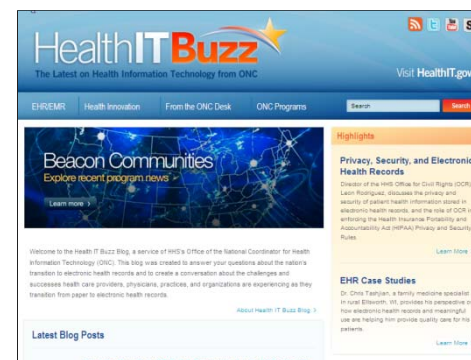 HealthITBuzz
The Latest on Health Information Technology from ONC
Visit HealthIT.gov
EHR/EMR Health Innovation From the ONC Desk ONC Programs
Search Search
Beacon Communities
Explore recent program news
Learn more ›
Welcome to the Health IT Buzz Blog, a service of HHS's Office of the National Coordinator for Health
Information Technology (ONC). This blog was created to answer your questions about the nation's
transition to electronic health records and to create a conversation about the challenges and
successes health care providers, physicians, practices, and organizations are experiencing as they
transition from paper to electronic health records.
About Health IT Buzz Blog
Latest Blog Posts
Highlights
Privacy, Security, and Electronic
Health Records
Director of the HHS Office for Civil Rights (OCR)
Leon Rodriguez, discusses the privacy and
security of patient health information stored in
electronic health records, and the role of OCR in
enforcing the Health Insurance Portability and
Accountability Act (HIPAA) Privacy and Security
Rules.
Learn More
EHR Case Studies
Dr. Chris Tashjian, a family medicine specialist
in rural Ellsworth, WI, provides his perspective on
how electronic health records and meaningful
use are helping him provide quality care for his
patients.
Learn More